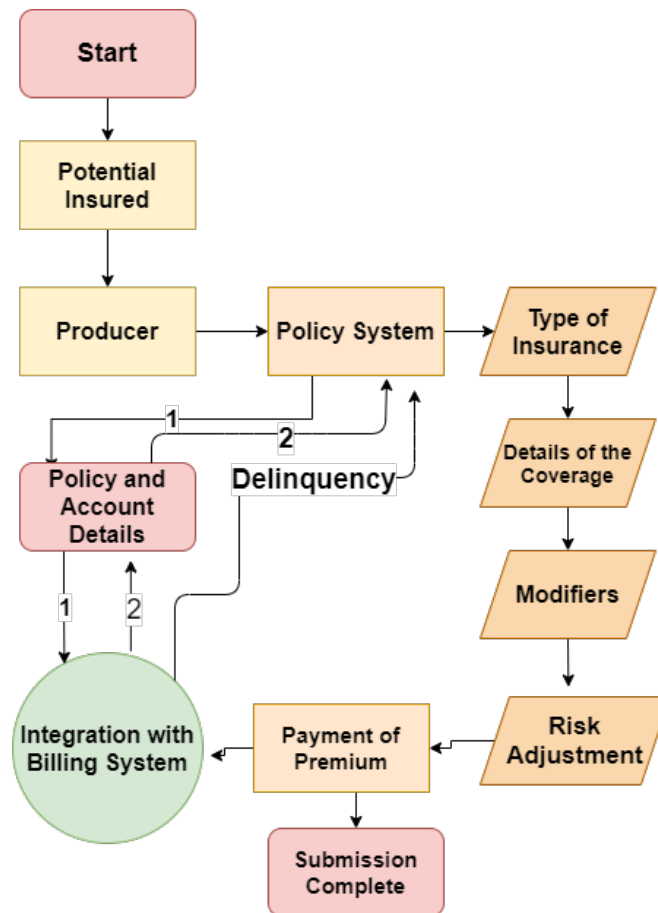 Start
Potential
Insured
Producer
Policy System
Type of
Insurance
1
2
Policy and
Account
Details
Delinquency
Details of the
Coverage
1
2
Modifiers
Integration with
Billing System
Payment of
Premium
Risk
Adjustment
Submission
Complete